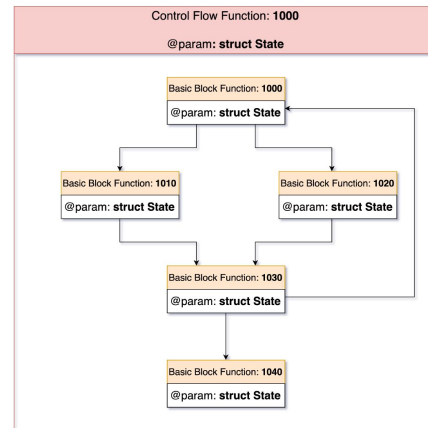 Control Flow Function: 1000
@param: struct State
Basic Block Function: 1000
@param: struct State
Basic Block Function: 1010
@param: struct State
Basic Block Function: 1020
@param: struct State
Basic Block Function: 1030
@param: struct State
Basic Block Function: 1040
@param: struct State